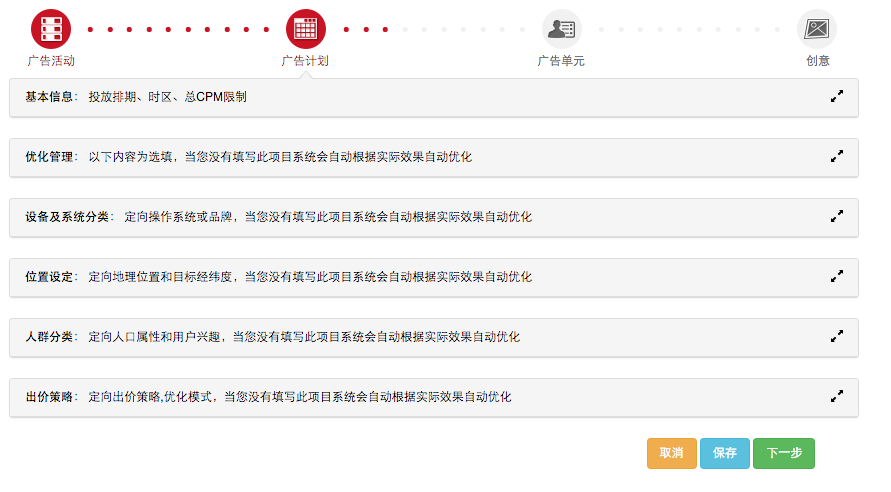 广告活动 广告计划 广告单元 创意
基本信息： 投放排期、时区、总CPM限制
优化管理： 以下内容为选填，当您没有填写此项目系统会自动根据实际效果自动优化
设备及系统分类： 定向操作系统或品牌，当您没有填写此项目系统会自动根据实际效果自动优化
位置设定： 定向地理位置和目标经纬度，当您没有填写此项目系统会自动根据实际效果自动优化
人群分类： 定向人口属性和用户兴趣，当您没有填写此项目系统会自动根据实际效果自动优化
出价策略： 定向出价策略,优化模式，当您没有填写此项目系统会自动根据实际效果自动优化
取消 保存 下一步